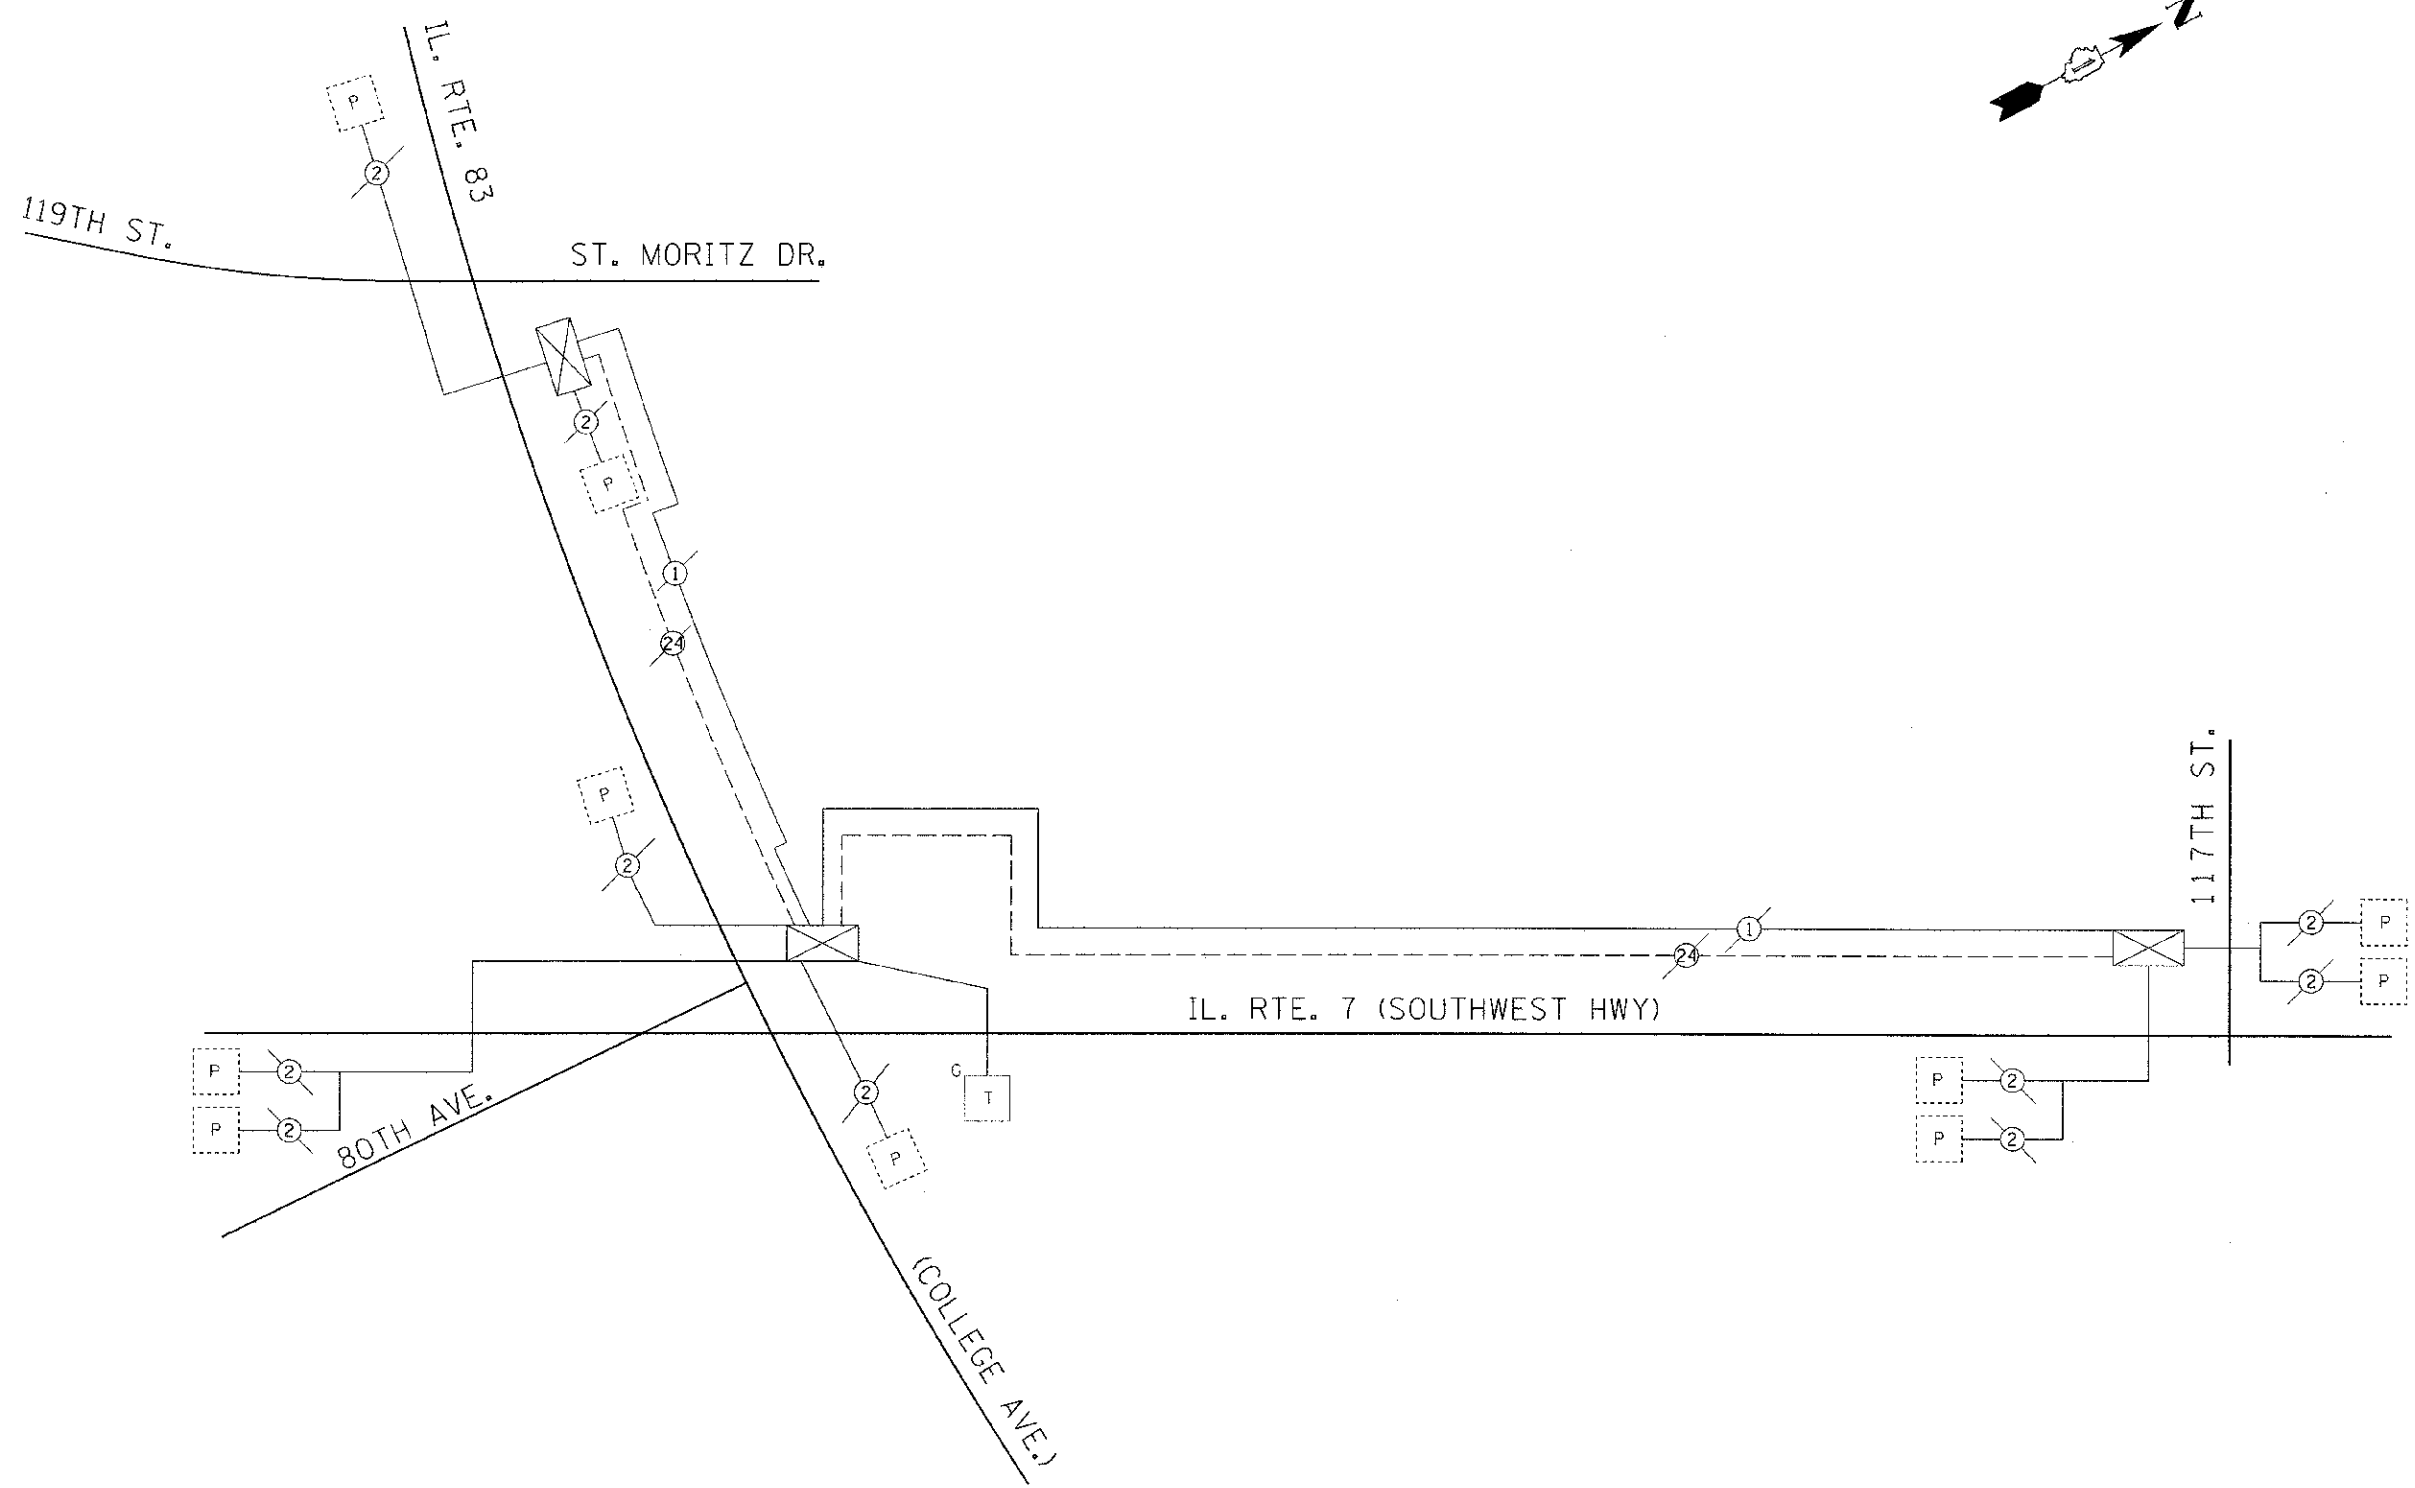 N
IL. RTE. 83
P
2
119TH ST.
ST. MORITZ DR.
2
P
1
24
P
2
117TH ST.
1
24
2
P
2
P
IL. RTE. 7 (SOUTHWEST HWY)
P
2
P
2
80TH AVE.
2
P
G
T
P
2
P
2
(COLLEGE AVE.)